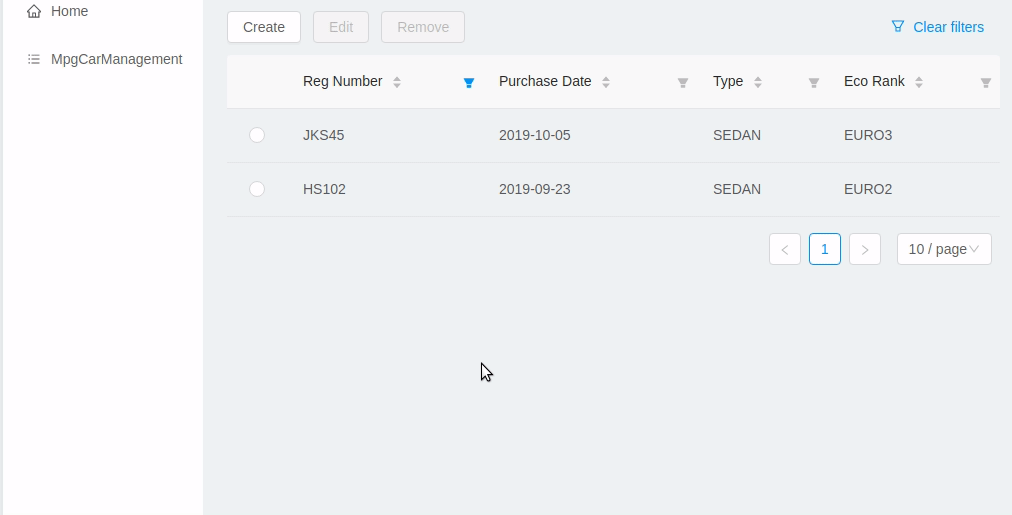 Home
MpgCarManagement
Create Edit Remove Clear filters
Reg Number Purchase Date Type Eco Rank
JKS45 2019-10-05 SEDAN EURO3
HS102 2019-09-23 SEDAN EURO2
1 10 / page